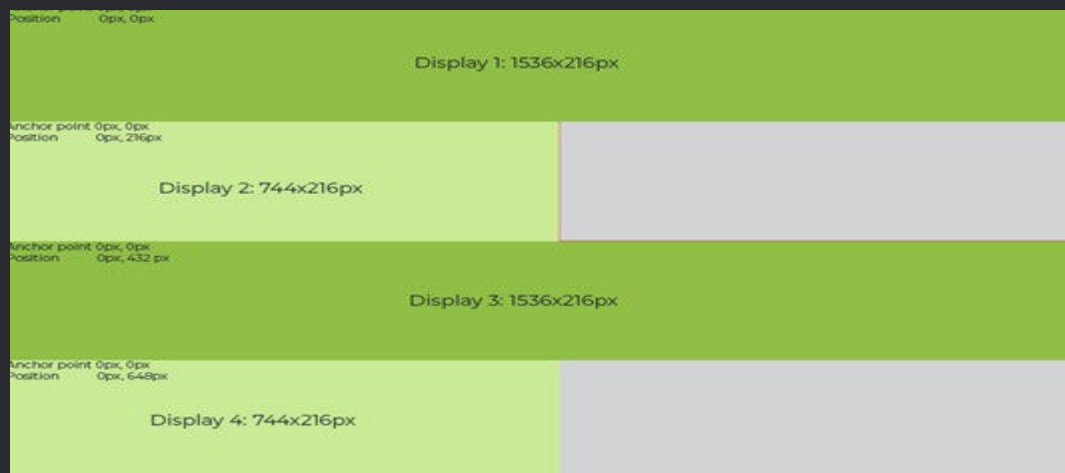 Position 0px, 0px
Display 1: 1536x216px
Anchor point 0px, 0px
Position 0px, 216px
Display 2: 744x216px
Anchor point 0px, 0px
Position 0px, 432 px
Display 3: 1536x216px
Anchor point 0px, 0px
Position 0px, 648px
Display 4: 744x216px